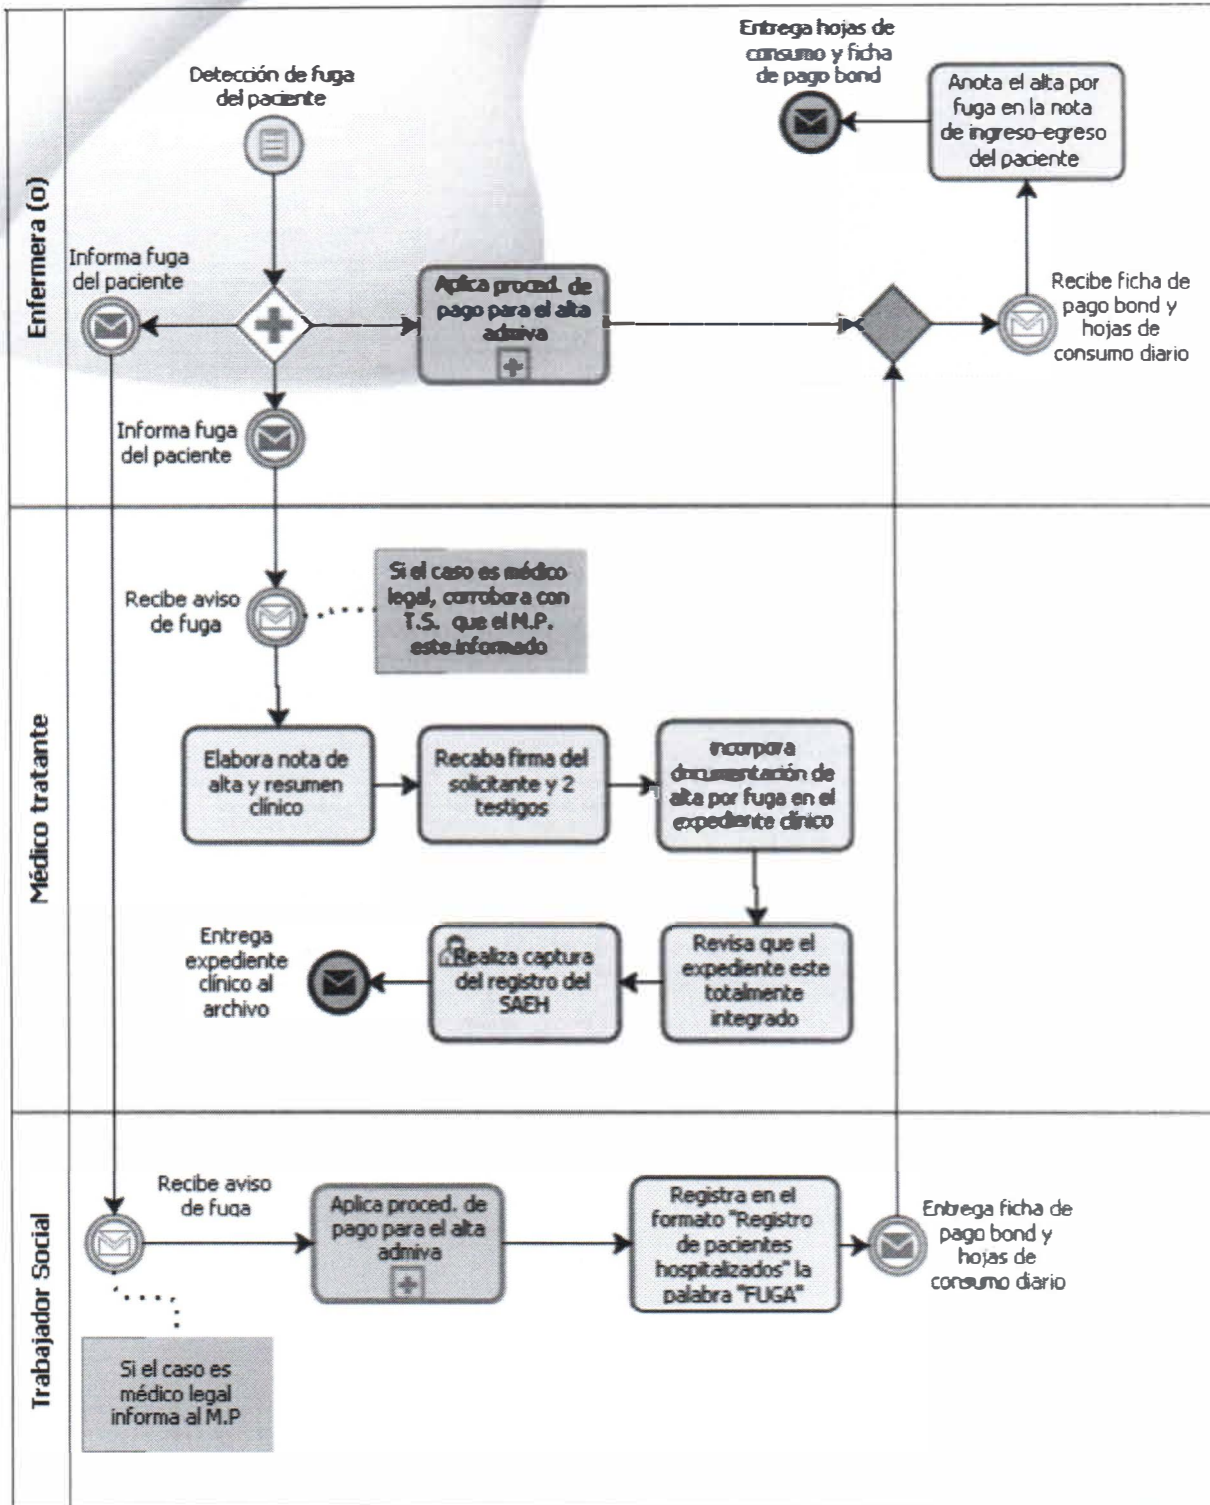 Enfermera (o)
Detección de fuga
del paciente
Informa fuga
del paciente
Informa fuga
del paciente
Aplica proced. de
pago para el alta
admiva
Entrega hojas de
consumo y ficha
de pago bond
Anota el alta por
fuga en la nota
de ingreso-egreso
del paciente
Recibe ficha de
pago bond y
hojas de
consumo diario
Médico tratante
Recibe aviso
de fuga
Si el caso es médico
legal, corrobora con
T.S. que el M.P.
este informado
Elabora nota de
alta y resumen
clínico
Recaba firma del
solicitante y 2
testigos
Incorpora
documentación de
alta por fuga en el
expediente clínico
Revisa que el
expediente este
totalmente
integrado
Realiza captura
del registro del
SAEH
Entrega
expediente
clínico al
archivo
Trabajador Social
Recibe aviso
de fuga
Si el caso es
médico legal
informa al M.P
Aplica proced. de
pago para el alta
admiva
Registra en el
formato "Registro
de pacientes
hospitalizados" la
palabra "FUGA"
Entrega ficha de
pago bond y
hojas de
consumo diario